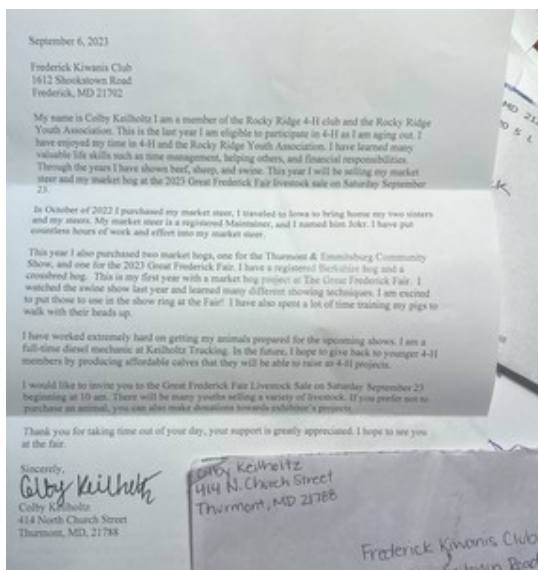 September 6, 2023
Frederick Kiwanis Club
1612 Shookstown Road
Frederick, MD 21702
My name is Colby Keilholtz I am a member of the Rocky Ridge 4-H club and the Rocky Ridge
Youth Association. This is the last year I am eligible to participate in 4-H as I am aging out. I
have enjoyed my time in 4-H and the Rocky Ridge Youth Association. I have learned many
valuable life skills such as time management, helping others, and financial responsibilities.
Through the years I have shown beef, sheep, and swine. This year I will be selling my market
steer and my market hog at the 2023 Great Frederick Fair livestock sale on Saturday September
23.
In October of 2022 I purchased my market steer, I traveled to Iowa to bring home my two sisters
and my steers. My market steer is a registered Maintainer, and I named him Jokr. I have put
countless hours of work and effort into my market steer.
This year I also purchased two market hogs, one for the Thurmont & Emmitsburg Community
Show, and one for the 2023 Great Frederick Fair. I have a registered Berkshire hog and a
crossbred hog. This is my first year with a market hog project at The Great Frederick Fair. I
watched the swine show last year and learned many different showing techniques. I am excited
to put those to use in the show ring at the Fair! I have also spent a lot of time training my pigs to
walk with their heads up.
I have worked extremely hard on getting my animals prepared for the upcoming shows. I am a
full-time diesel mechanic at Keilholtz Trucking. In the future, I hope to give back to younger 4-H
members by producing affordable calves that they will be able to raise as 4-H projects.
I would like to invite you to the Great Frederick Fair Livestock Sale on Saturday September 23
beginning at 10 am. There will be many youths selling a variety of livestock. If you prefer not to
purchase an animal, you can also make donations towards exhibitor's projects.
Thank you for taking time out of your day, your support is greatly appreciated. I hope to see you
at the fair.
Sincerely,
Colby Keilholtz
Colby Keilholtz
414 North Church Street
Thurmont, MD, 21788
Colby Keilholtz
414 N. Church Street
Thurmont, MD 21788
Frederick Kiwanis Club
Road